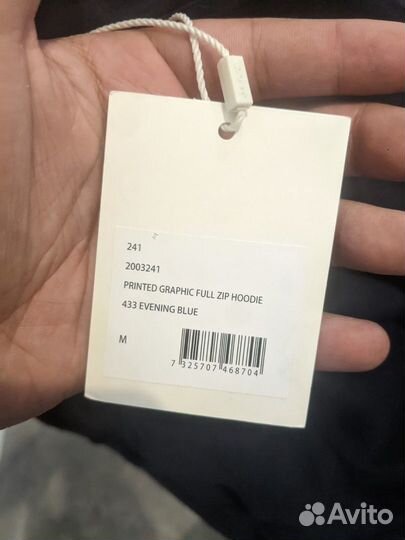 241
2003241
PRINTED GRAPHIC FULL ZIP HOODIE
433 EVENING BLUE
M
7 325707 468704
Avito